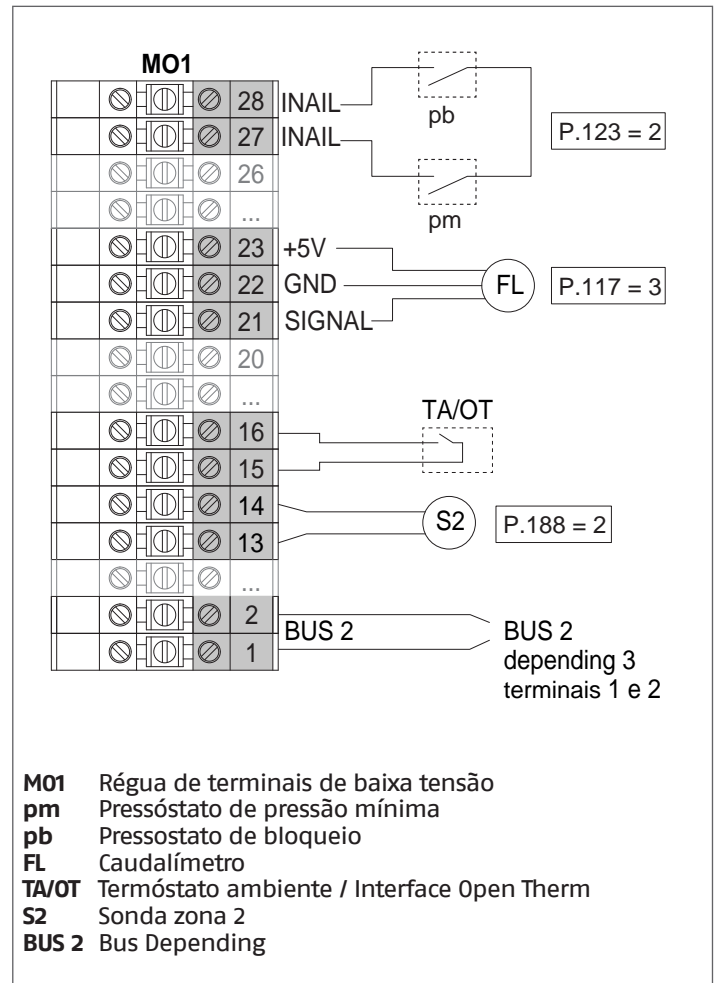 MO1
28 INAIL
pb
27 INAIL
P.123 = 2
26
pm
...
23 +5V
22 GND
FL
P.117 = 3
21 SIGNAL
20
...
TA/OT
16
15
14
S2
P.188 = 2
13
...
2
BUS 2
BUS 2
1
depending 3
terminais 1 e 2
M01 Régua de terminais de baixa tensão
pm Pressóstato de pressão mínima
pb Pressostato de bloqueio
FL Caudalímetro
TA/OT Termóstato ambiente / Interface Open Therm
S2 Sonda zona 2
BUS 2 Bus Depending